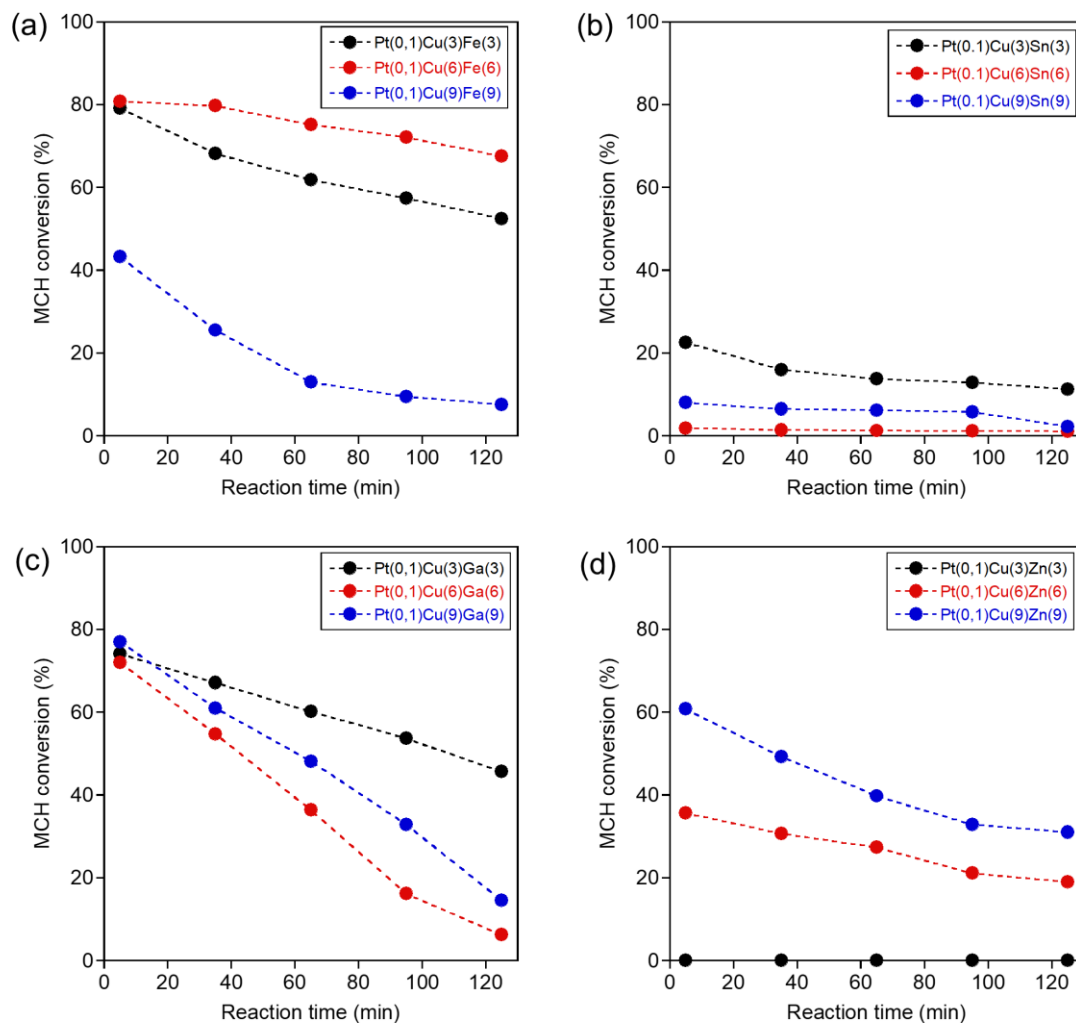 (a)
100
80
60
40
20
0
MCH conversion (%)
Pt(0,1)Cu(3)Fe(3)
Pt(0,1)Cu(6)Fe(6)
Pt(0,1)Cu(9)Fe(9)
0 20 40 60 80 100 120
Reaction time (min)
(b)
100
80
60
40
20
0
MCH conversion (%)
Pt(0.1)Cu(3)Sn(3)
Pt(0.1)Cu(6)Sn(6)
Pt(0.1)Cu(9)Sn(9)
0 20 40 60 80 100 120
Reaction time (min)
(c)
100
80
60
40
20
0
MCH conversion (%)
Pt(0,1)Cu(3)Ga(3)
Pt(0,1)Cu(6)Ga(6)
Pt(0,1)Cu(9)Ga(9)
0 20 40 60 80 100 120
Reaction time (min)
(d)
100
80
60
40
20
0
MCH conversion (%)
Pt(0,1)Cu(3)Zn(3)
Pt(0,1)Cu(6)Zn(6)
Pt(0,1)Cu(9)Zn(9)
0 20 40 60 80 100 120
Reaction time (min)